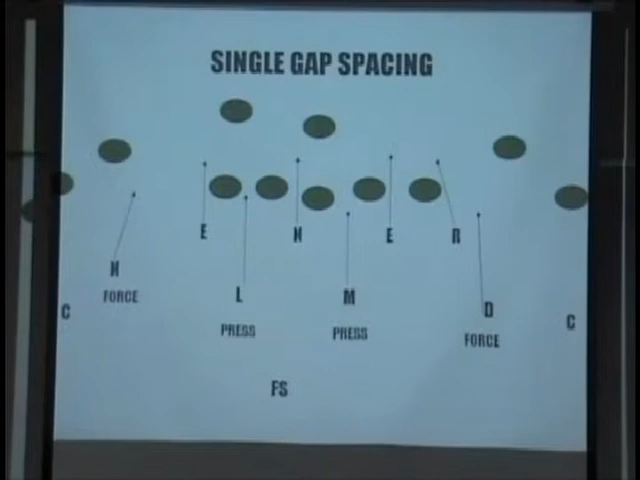 SINGLE GAP SPACING
E N E R
N
FORCE
L M D
C C
PRESS PRESS FORCE
FS